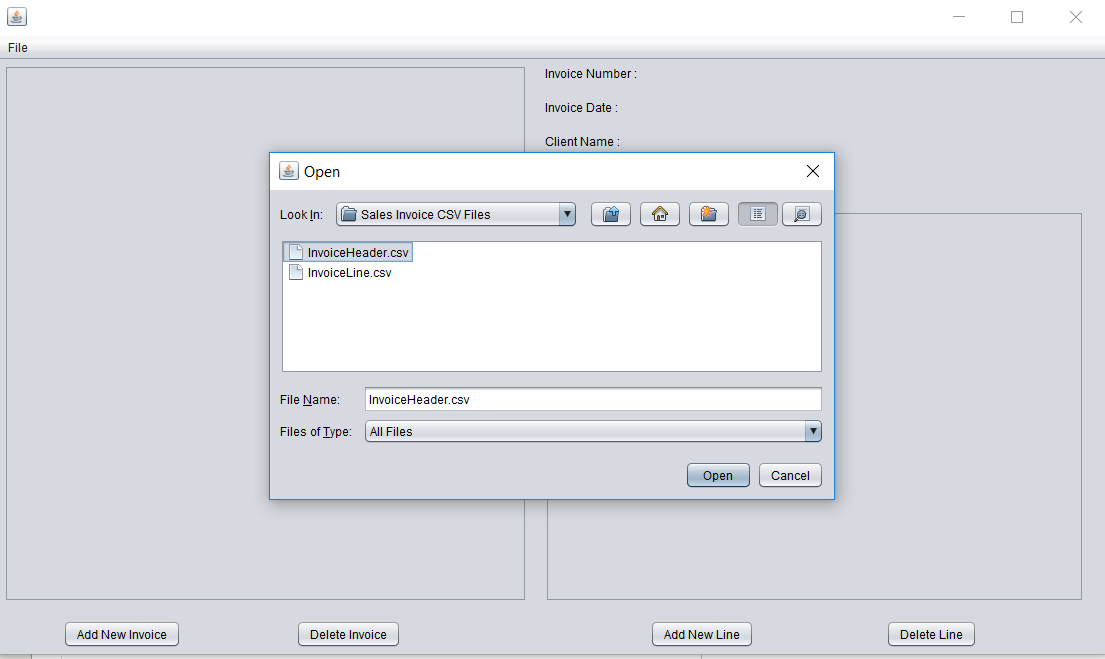 File
Invoice Number :
Invoice Date :
Client Name :
Open
Look In: Sales Invoice CSV Files
InvoiceHeader.csv
InvoiceLine.csv
File Name: InvoiceHeader.csv
Files of Type: All Files
Open Cancel
Add New Invoice Delete Invoice Add New Line Delete Line